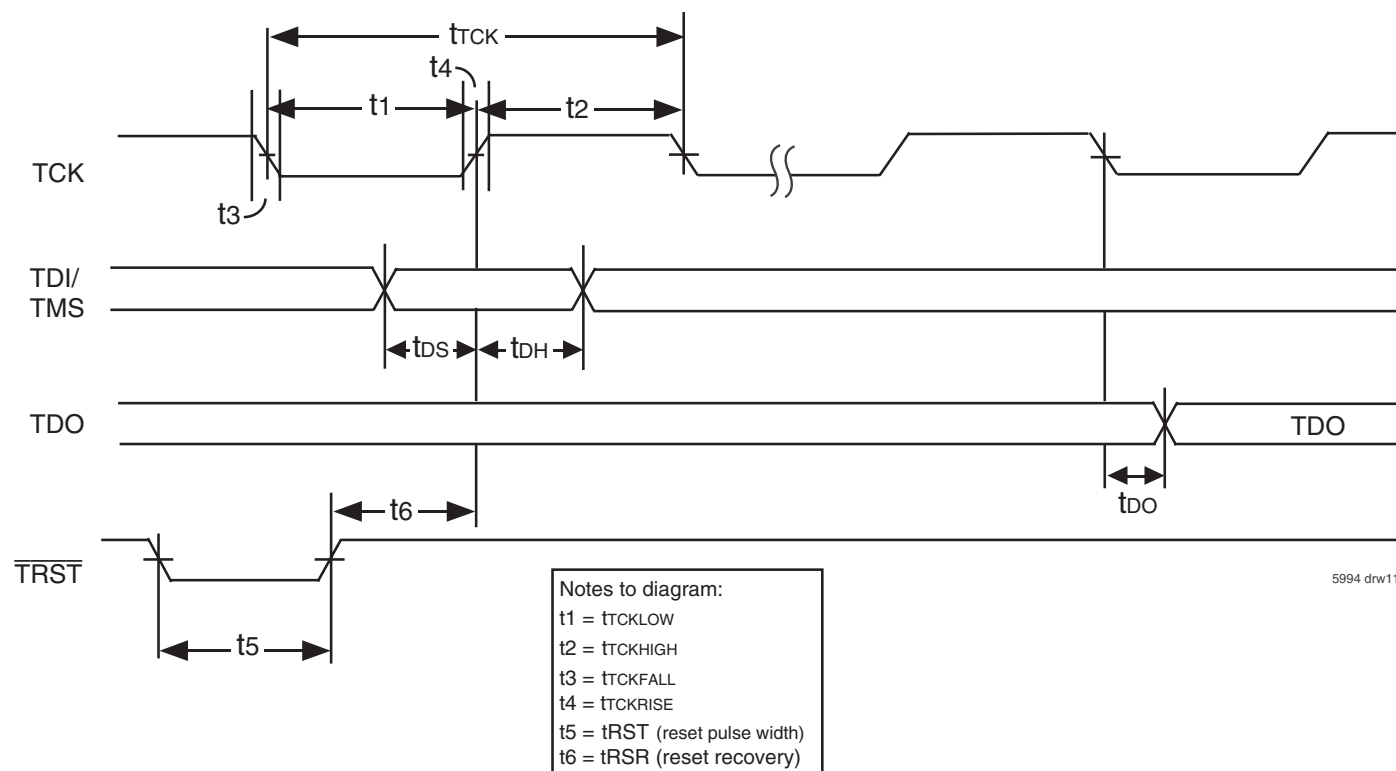 tTCK
t4
t1
t2
TCK
t3
TDI/
TMS
tDS
tDH
TDO
TDO
tDO
t6
TRST
t5
5994 drw11
Notes to diagram:
t1 = tTCKLOW
t2 = tTCKHIGH
t3 = tTCKFALL
t4 = tTCKRISE
t5 = tRST (reset pulse width)
t6 = tRSR (reset recovery)